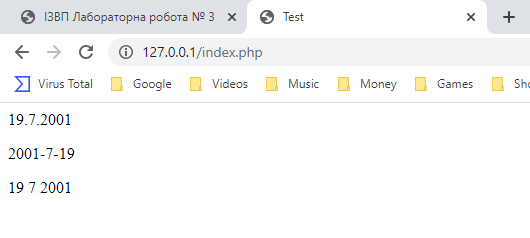 ІЗВП Лабораторна робота № 3
Test
127.0.0.1/index.php
Virus Total Google Videos Music Money Games Sho
19.7.2001
2001-7-19
19 7 2001